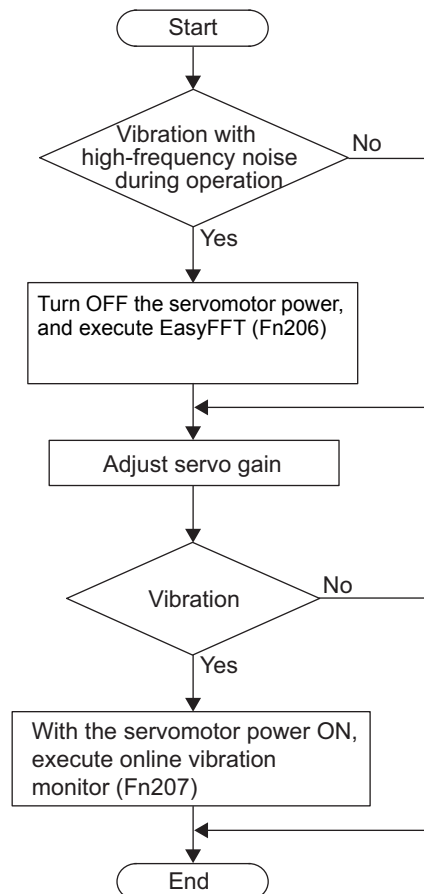 Start
Vibration with
high-frequency noise
during operation
No
Yes
Turn OFF the servomotor power,
and execute EasyFFT (Fn206)
Adjust servo gain
Vibration
No
Yes
With the servomotor power ON,
execute online vibration
monitor (Fn207)
End